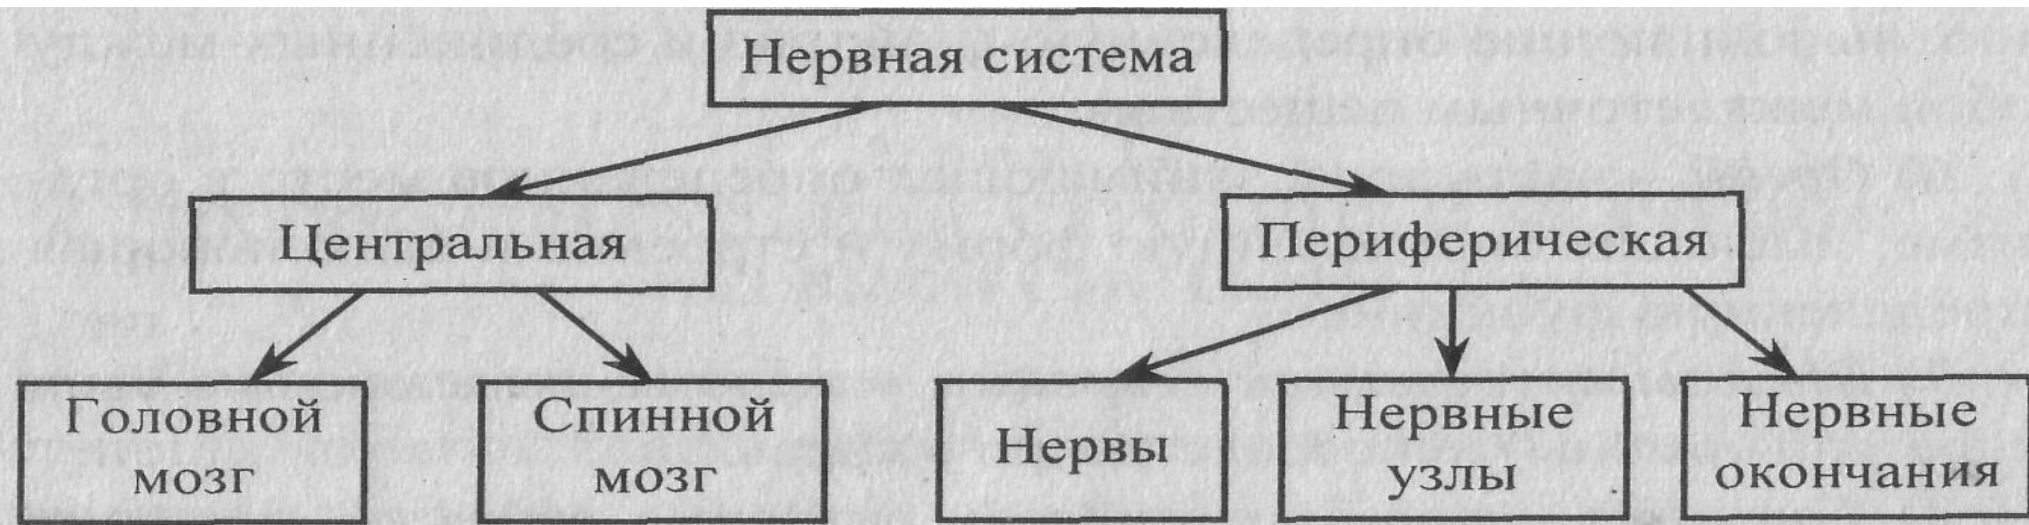 Нервная система
Центральная
Периферическая
Головной
мозг
Спинной
мозг
Нервы
Нервные
узлы
Нервные
окончания